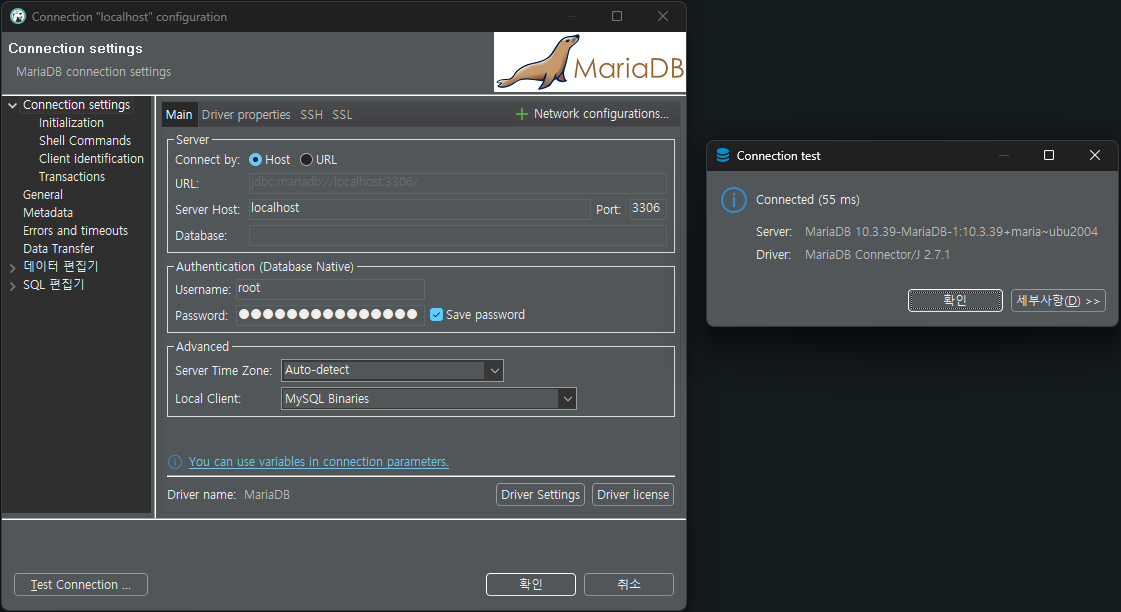 Connection "localhost" configuration
Connection settings
MariaDB connection settings
MariaDB
Connection settings
Initialization
Shell Commands
Client identification
Transactions
General
Metadata
Errors and timeouts
Data Transfer
데이터 편집기
SQL 편집기
Main Driver properties SSH SSL Network configurations...
Server
Connect by: Host URL
URL: jdbc:mariadb://localhost:3306/
Server Host: localhost Port: 3306
Database:
Authentication (Database Native)
Username: root
Password: ●●●●●●●●●●●●●●● Save password
Advanced
Server Time Zone: Auto-detect
Local Client: MySQL Binaries
You can use variables in connection parameters.
Driver name: MariaDB Driver Settings Driver license
Test Connection ... 확인 취소
Connection test
Connected (55 ms)
Server: MariaDB 10.3.39-MariaDB-1:10.3.39+maria~ubu2004
Driver: MariaDB Connector/J 2.7.1
확인 세부사항(D) >>